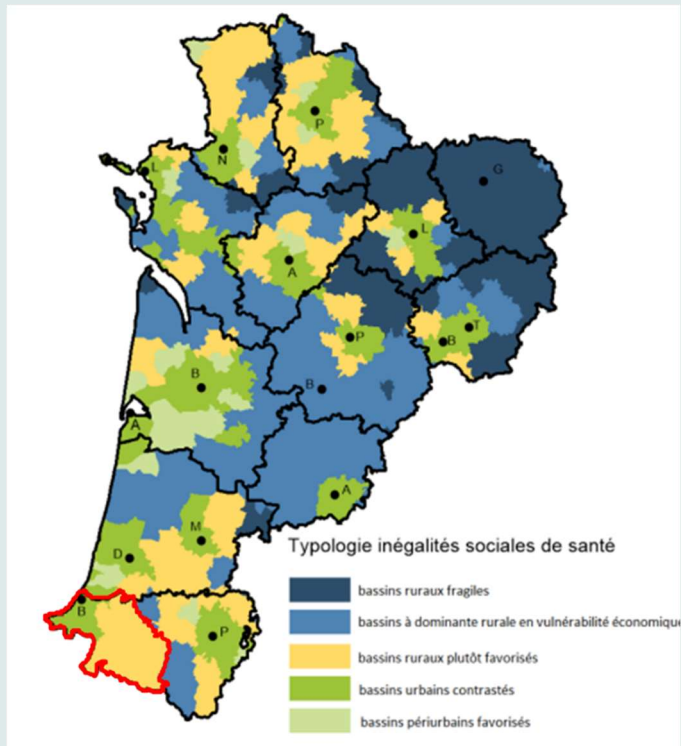 P
G
N
L
L
A
P
T
B
B
B
A
A
M
D
B
P
Typologie inégalités sociales de santé
bassins ruraux fragiles
bassins à dominante rurale en vulnérabilité économique
bassins ruraux plutôt favorisés
bassins urbains contrastés
bassins périurbains favorisés